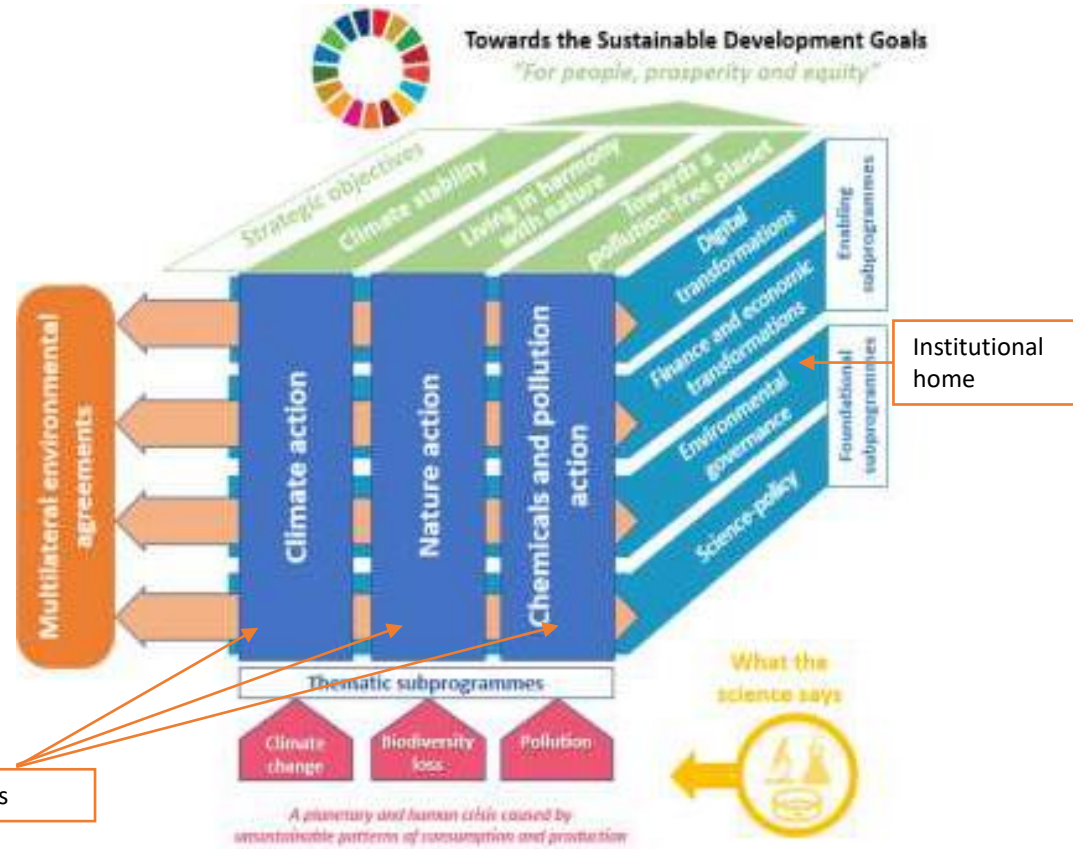 Towards the Sustainable Development Goals
"For people, prosperity and equity"
Strategic objectives
Climate stability
Living in harmony
with nature
Towards a
pollution-free planet
Digital
transformations
Finance and economic
transformations
Environmental
governance
Science-policy
Enabling
subprogrammes
Foundational
subprogrammes
Institutional
home
Multilateral environmental
agreements
Climate action
Nature action
Chemicals and pollution
action
Thematic subprogrammes
Climate
change
Biodiversity
loss
Pollution
What the
science says
s
A planetary and human crisis caused by
unsustainable patterns of consumption and production